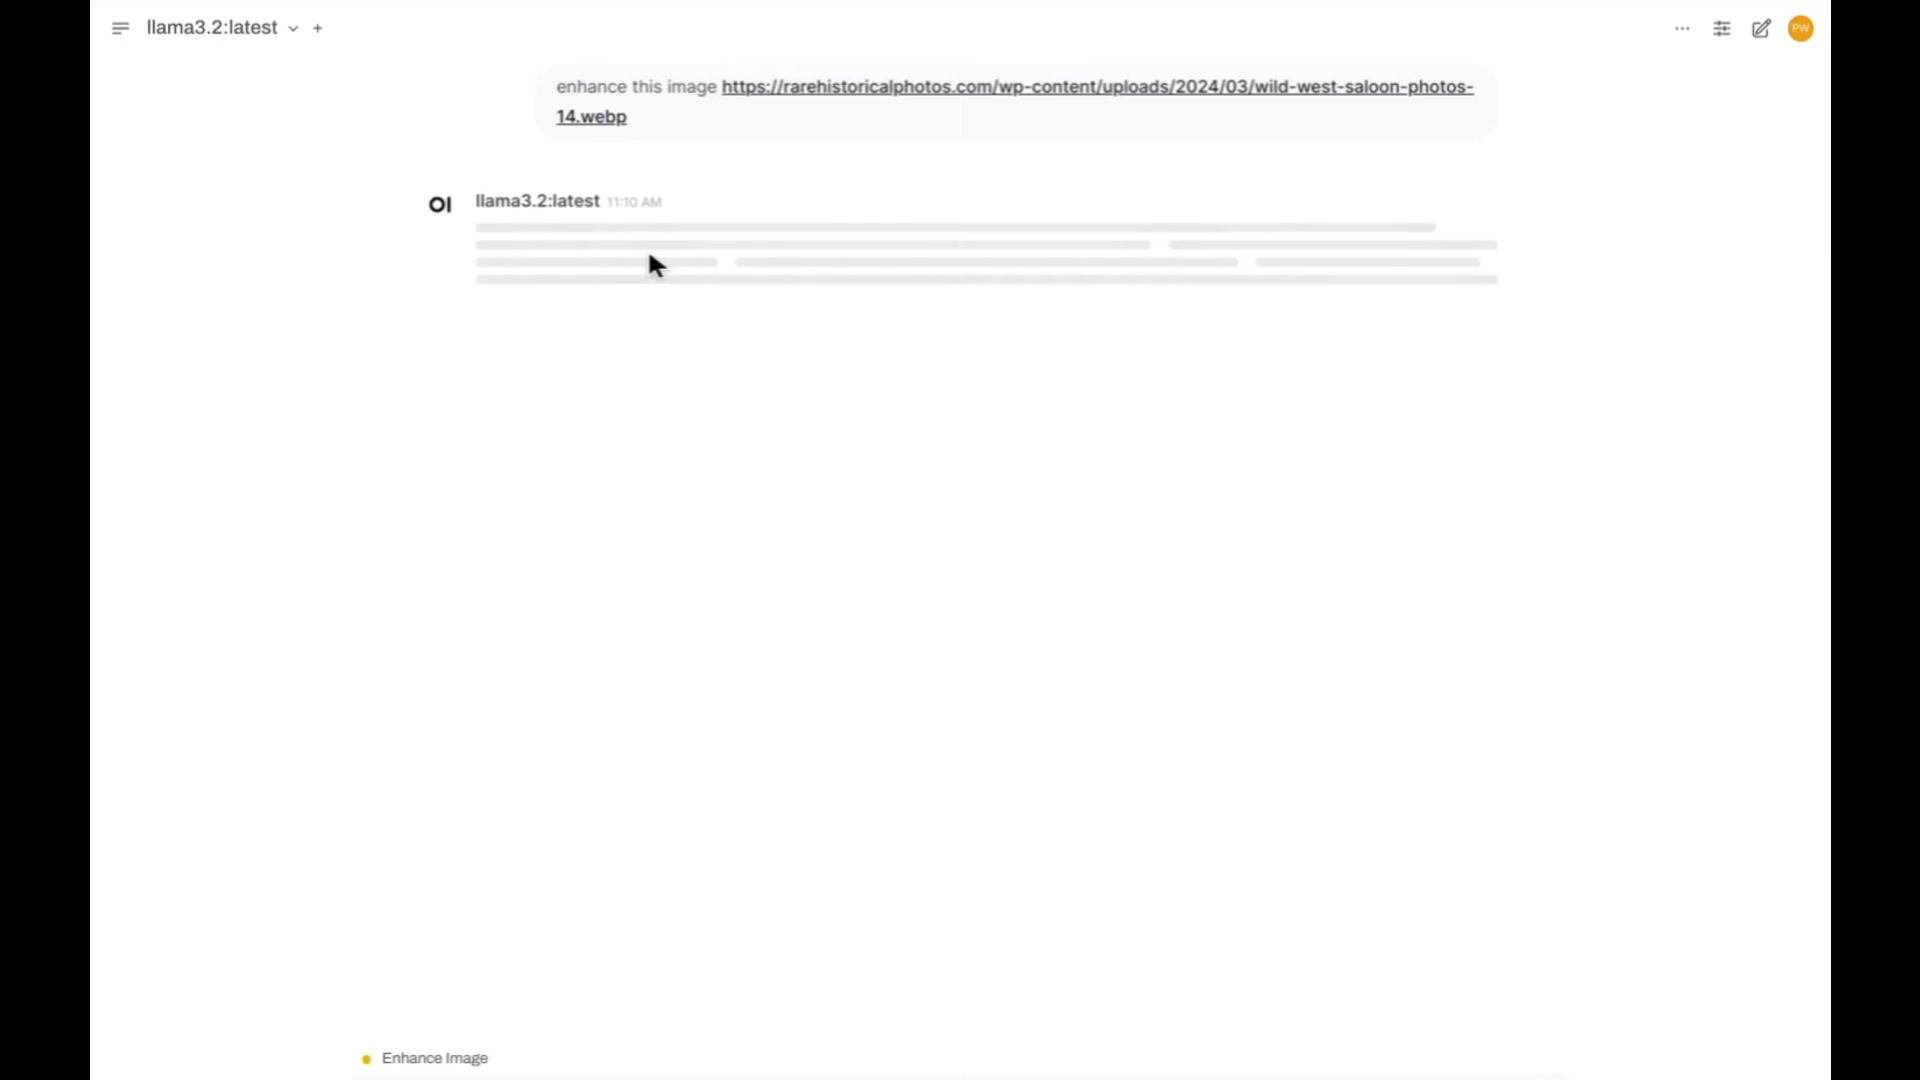 llama3.2:latest
PW
enhance this image https://rarehistoricalphotos.com/wp-content/uploads/2024/03/wild-west-saloon-photos-
14.webp
OI
llama3.2:latest 11:10 AM
Enhance Image